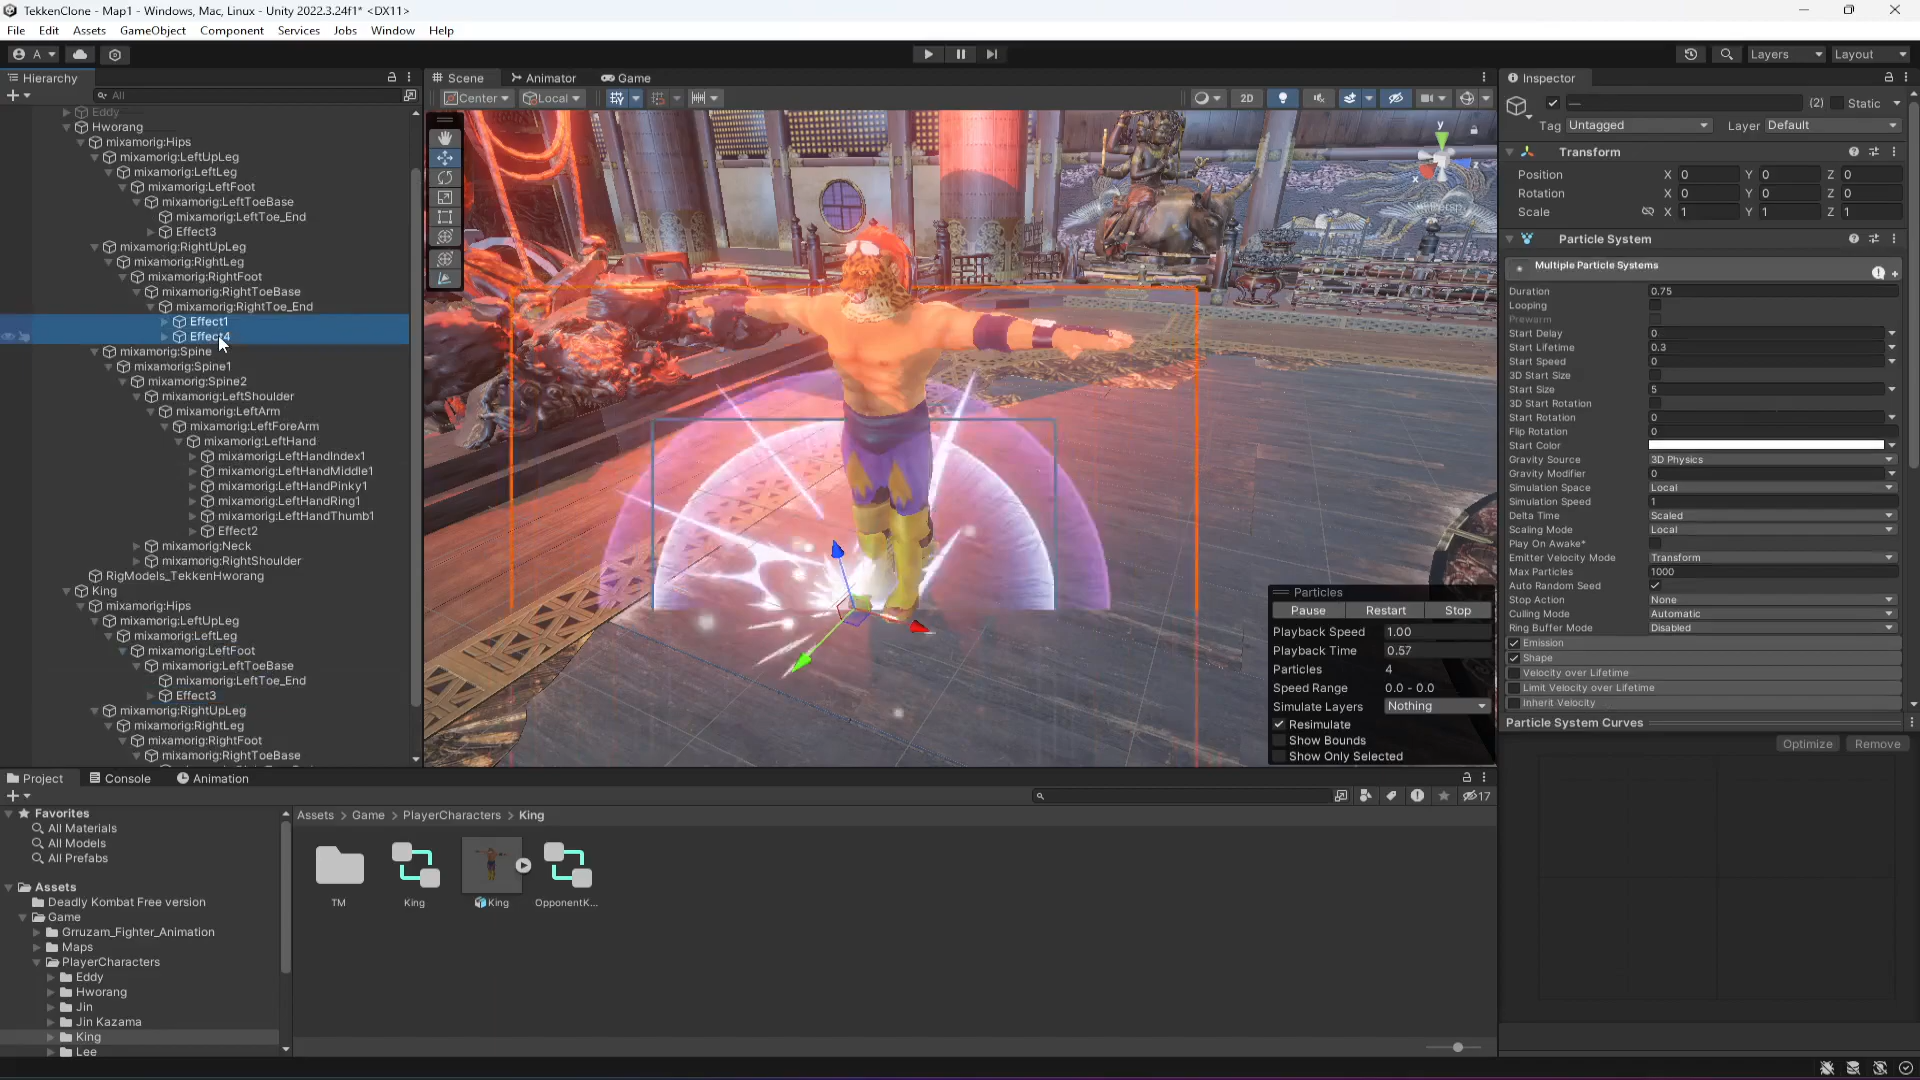 TekkenClone - Map1 - Windows, Mac, Linux - Unity 2022.3.24f1* <DX11>
File Edit Assets GameObject Component Services Jobs Window Help
A
Layers Layout
Hierarchy
All
Eddy
Hworang
mixamorig:Hips
mixamorig:LeftUpLeg
mixamorig:LeftLeg
mixamorig:LeftFoot
mixamorig:LeftToeBase
mixamorig:LeftToe_End
Effect3
mixamorig:RightUpLeg
mixamorig:RightLeg
mixamorig:RightFoot
mixamorig:RightToeBase
mixamorig:RightToe_End
Effect1
Effect4
mixamorig:Spine
mixamorig:Spine1
mixamorig:Spine2
mixamorig:LeftShoulder
mixamorig:LeftArm
mixamorig:LeftForeArm
mixamorig:LeftHand
mixamorig:LeftHandIndex1
mixamorig:LeftHandMiddle1
mixamorig:LeftHandPinky1
mixamorig:LeftHandRing1
mixamorig:LeftHandThumb1
Effect2
mixamorig:Neck
mixamorig:RightShoulder
RigModels_TekkenHworang
King
mixamorig:Hips
mixamorig:LeftUpLeg
mixamorig:LeftLeg
mixamorig:LeftFoot
mixamorig:LeftToeBase
mixamorig:LeftToe_End
Effect3
mixamorig:RightUpLeg
mixamorig:RightLeg
mixamorig:RightFoot
mixamorig:RightToeBase
Scene Animator Game
Center Local 2D
y
x
Particles
Pause Restart Stop
Playback Speed 1.00
Playback Time 0.57
Particles 4
Speed Range 0.0 - 0.0
Simulate Layers Nothing
Resimulate
Show Bounds
Show Only Selected
Inspector
— (2) Static
Tag Untagged Layer Default
Transform
Position X 0 Y 0 Z 0
Rotation X 0 Y 0 Z 0
Scale X 1 Y 1 Z 1
Particle System
Multiple Particle Systems
Duration 0.75
Looping
Prewarm
Start Delay 0
Start Lifetime 0.3
Start Speed 0
3D Start Size
Start Size 5
3D Start Rotation
Start Rotation 0
Flip Rotation 0
Start Color
Gravity Source 3D Physics
Gravity Modifier 0
Simulation Space Local
Simulation Speed 1
Delta Time Scaled
Scaling Mode Local
Play On Awake*
Emitter Velocity Mode Transform
Max Particles 1000
Auto Random Seed
Stop Action None
Culling Mode Automatic
Ring Buffer Mode Disabled
Emission
Shape
Velocity over Lifetime
Limit Velocity over Lifetime
Inherit Velocity
Particle System Curves
Optimize Remove
Project Console Animation
17
Favorites
All Materials
All Models
All Prefabs
Assets
Deadly Kombat Free version
Game
Grruzam_Fighter_Animation
Maps
PlayerCharacters
Eddy
Hworang
Jin
Jin Kazama
King
Lee
Assets > Game > PlayerCharacters > King
TM King King OpponentK...